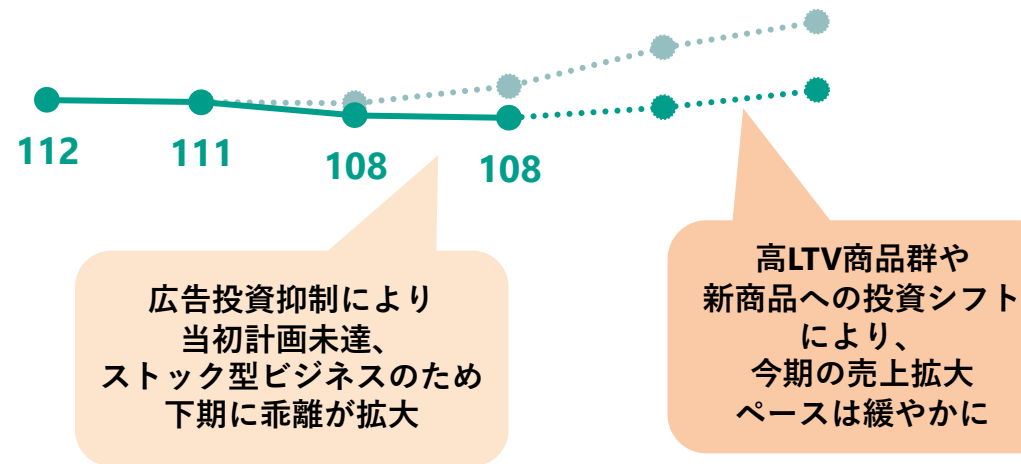 112
111
108
108
広告投資抑制により
当初計画未達、
ストック型ビジネスのため
下期に乖離が拡大
高LTV商品群や
新商品への投資シフト
により、
今期の売上拡大
ペースは緩やかに